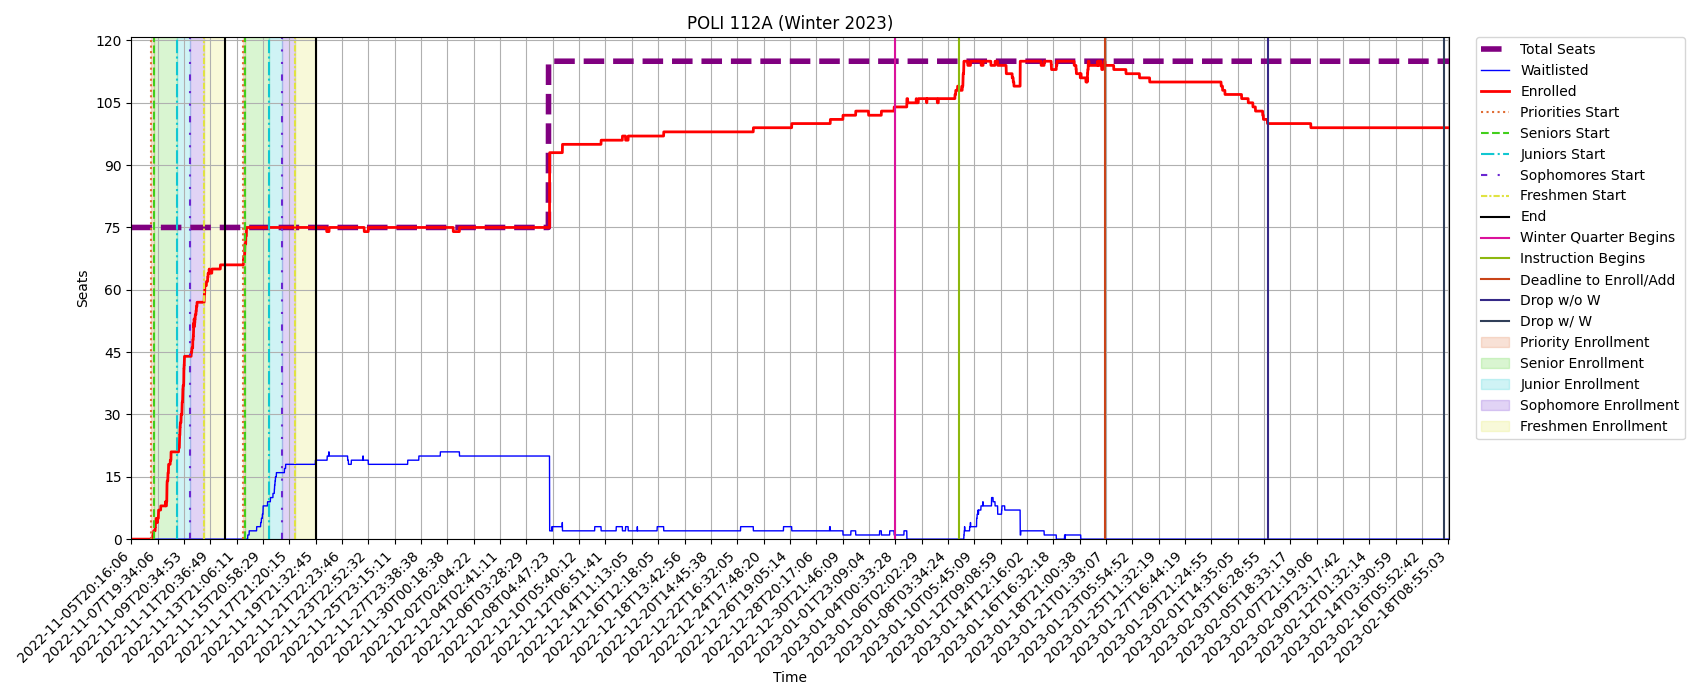 POLI 112A (Winter 2023)
120
105
90
75
60
45
30
15
0
Seats
2022-11-05T20:16:06
2022-11-07T19:34:06
2022-11-09T20:34:53
2022-11-11T20:36:49
2022-11-13T21:06:11
2022-11-15T20:58:29
2022-11-17T21:20:15
2022-11-19T21:32:45
2022-11-21T22:23:46
2022-11-23T22:52:32
2022-11-25T23:15:11
2022-11-27T23:38:38
2022-11-30T00:18:38
2022-12-02T02:04:22
2022-12-04T02:41:11
2022-12-06T03:28:29
2022-12-08T04:47:23
2022-12-10T05:40:12
2022-12-12T06:51:41
2022-12-14T11:13:05
2022-12-16T12:18:05
2022-12-18T13:42:56
2022-12-20T14:45:38
2022-12-22T16:32:05
2022-12-24T17:48:20
2022-12-26T19:05:14
2022-12-28T20:17:06
2022-12-30T21:46:09
2023-01-01T23:09:04
2023-01-04T00:33:28
2023-01-06T02:02:29
2023-01-08T03:34:24
2023-01-10T05:45:09
2023-01-12T09:08:59
2023-01-14T12:16:02
2023-01-16T16:32:18
2023-01-18T21:00:38
2023-01-21T01:33:07
2023-01-23T05:54:52
2023-01-25T11:32:19
2023-01-27T16:44:19
2023-01-29T21:24:55
2023-02-01T14:35:05
2023-02-03T16:28:55
2023-02-05T18:33:17
2023-02-07T21:19:06
2023-02-09T23:17:42
2023-02-12T01:32:14
2023-02-14T03:30:59
2023-02-16T05:52:42
2023-02-18T08:55:03
Time
Total Seats
Waitlisted
Enrolled
Priorities Start
Seniors Start
Juniors Start
Sophomores Start
Freshmen Start
End
Winter Quarter Begins
Instruction Begins
Deadline to Enroll/Add
Drop w/o W
Drop w/ W
Priority Enrollment
Senior Enrollment
Junior Enrollment
Sophomore Enrollment
Freshmen Enrollment